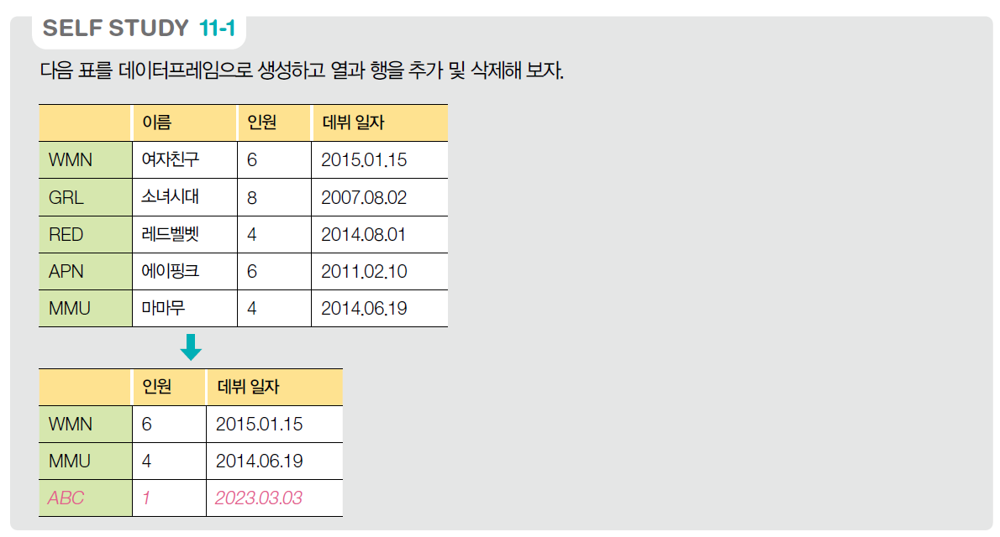 SELF STUDY 11-1
다음 표를 데이터프레임으로 생성하고 열과 행을 추가 및 삭제해 보자.
이름 인원 데뷔 일자
WMN 여자친구 6 2015.01.15
GRL 소녀시대 8 2007.08.02
RED 레드벨벳 4 2014.08.01
APN 에이핑크 6 2011.02.10
MMU 마마무 4 2014.06.19
인원 데뷔 일자
WMN 6 2015.01.15
MMU 4 2014.06.19
ABC 1 2023.03.03